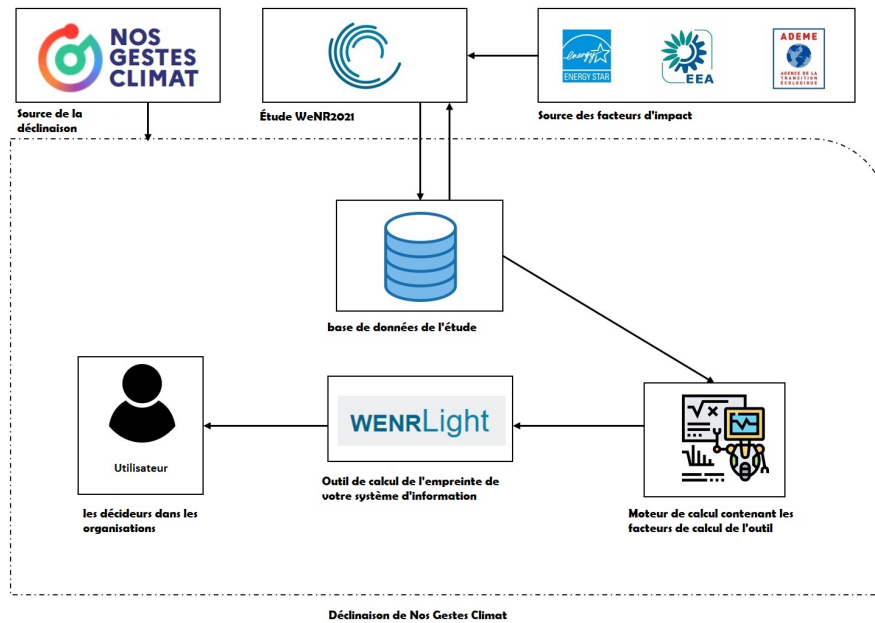 NOS
GESTES
CLIMAT
Source de la
déclinaison
Étude WeNR2021
energy
ENERGY STAR
EEA
ADEME
AGENCE DE LA
TRANSITION
ÉCOLOGIQUE
Source des facteurs d'impact
base de données de l'étude
Utilisateur
les décideurs dans les
organisations
WENRLight
Outil de calcul de l'empreinte de
votre système d'information
√x
Moteur de calcul contenant les
facteurs de calcul de l'outil
Déclinaison de Nos Gestes Climat